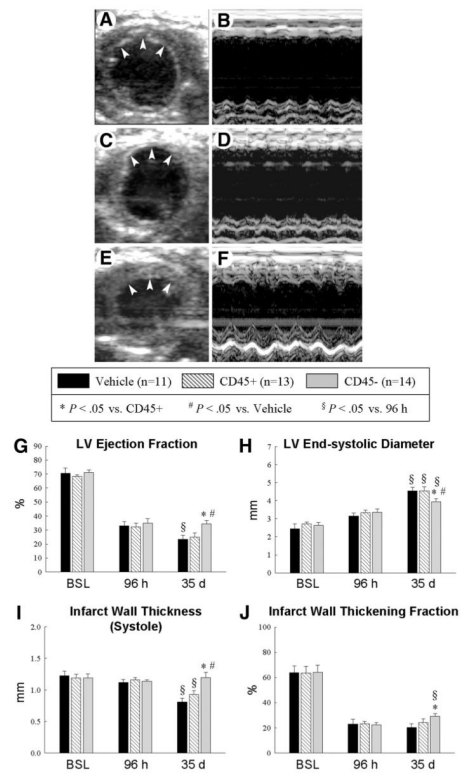 A B
C D
E F
Vehicle (n=11) CD45+ (n=13) CD45- (n=14)
* P < .05 vs. CD45+ # P < .05 vs. Vehicle § P < .05 vs. 96 h
G LV Ejection Fraction
%
90
80
70
60
50
40
30
20
10
0
§ * #
BSL 96 h 35 d
H LV End-systolic Diameter
mm
7
6
5
4
3
2
1
0
§ § §
* #
BSL 96 h 35 d
I Infarct Wall Thickness
(Systole)
mm
2.0
1.5
1.0
0.5
0.0
§ § * #
BSL 96 h 35 d
J Infarct Wall Thickening Fraction
%
100
80
60
40
20
0
§
*
BSL 96 h 35 d